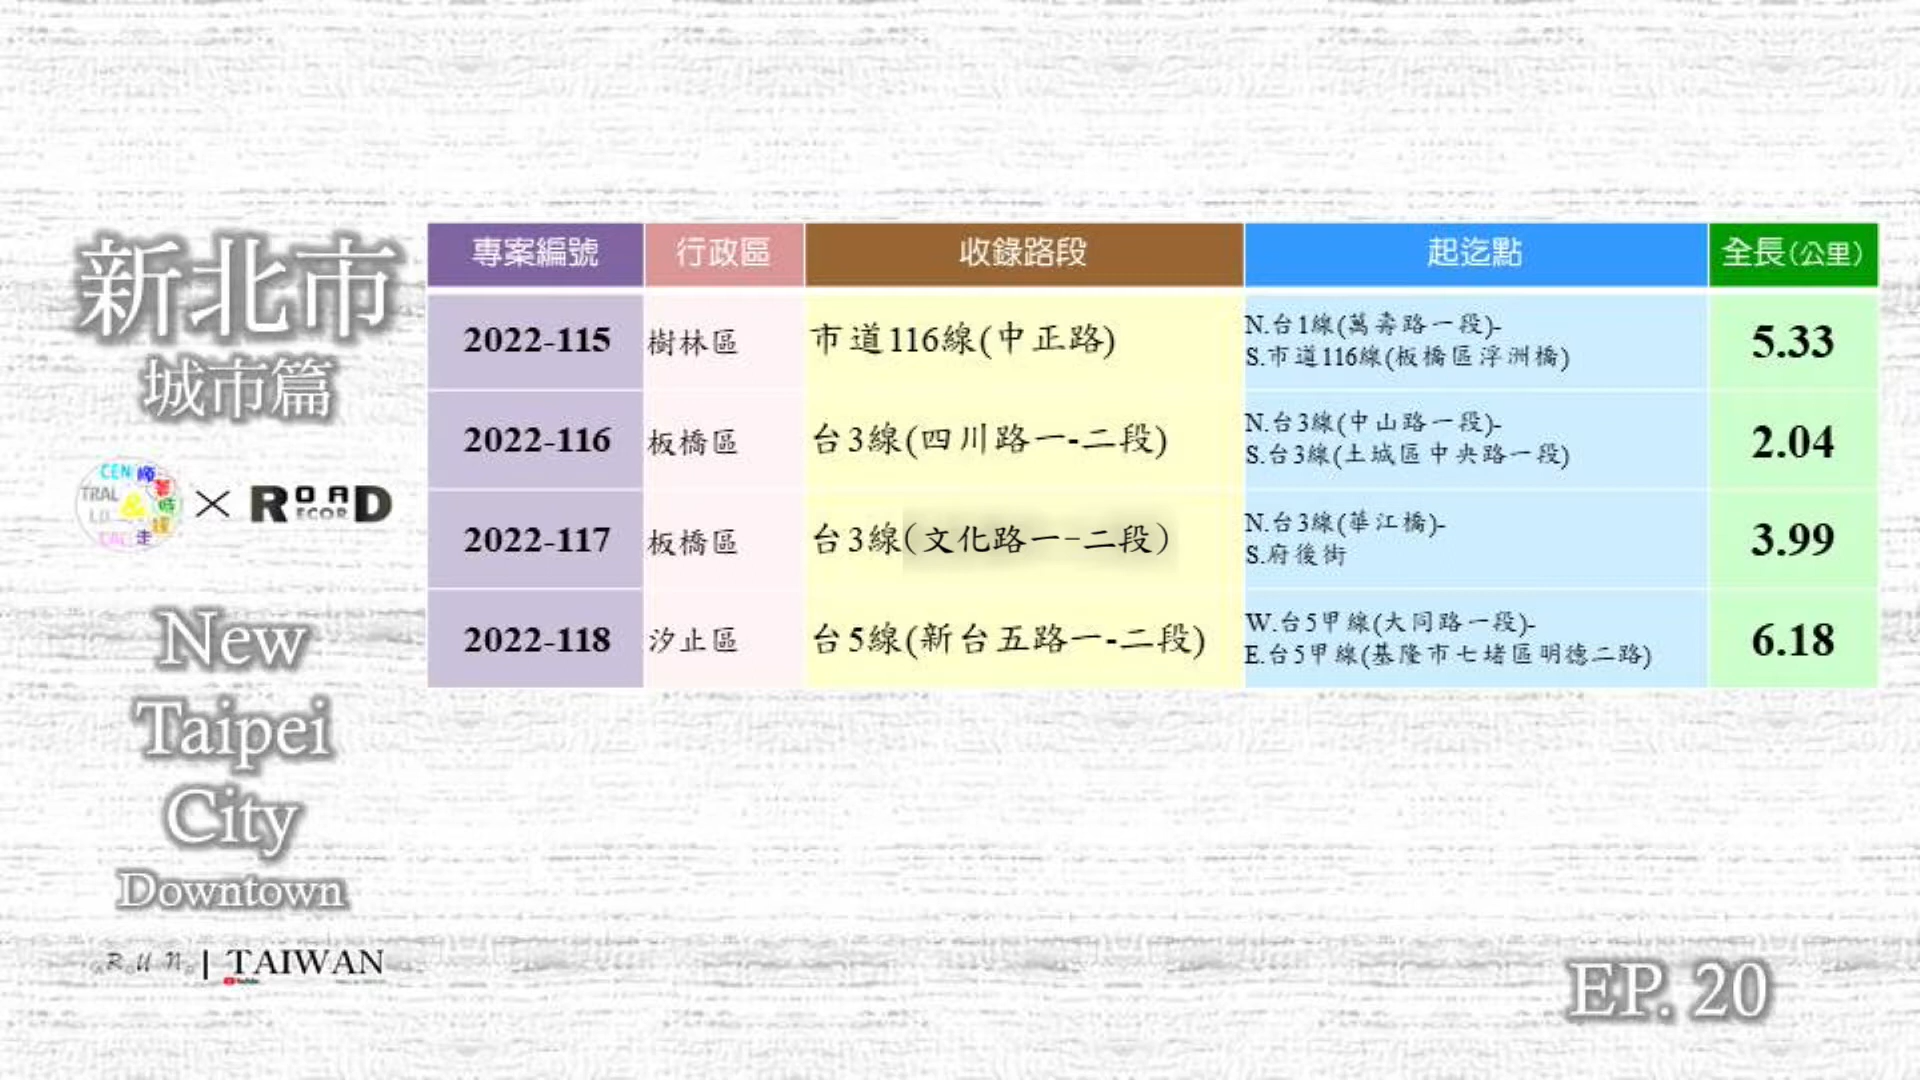 新北市
城市篇
CEN
TRAL
順
&
走
×
ROAD
RECORD
New
Taipei
City
Downtown
TAIWAN
專案編號 行政區 收錄路段 起迄點 全長(公里)
2022-115 樹林區 市道116線(中正路) N.台1線(萬壽路一段)-
S.市道116線(板橋區浮洲橋) 5.33
2022-116 板橋區 台3線(四川路一-二段) N.台3線(中山路一段)-
S.台3線(土城區中央路一段) 2.04
2022-117 板橋區 台3線(文化路一-二段) N.台3線(華江橋)-
S.府後街 3.99
2022-118 汐止區 台5線(新台五路一-二段) W.台5甲線(大同路一段)-
E.台5甲線(基隆市七堵區明德二路) 6.18
EP. 20